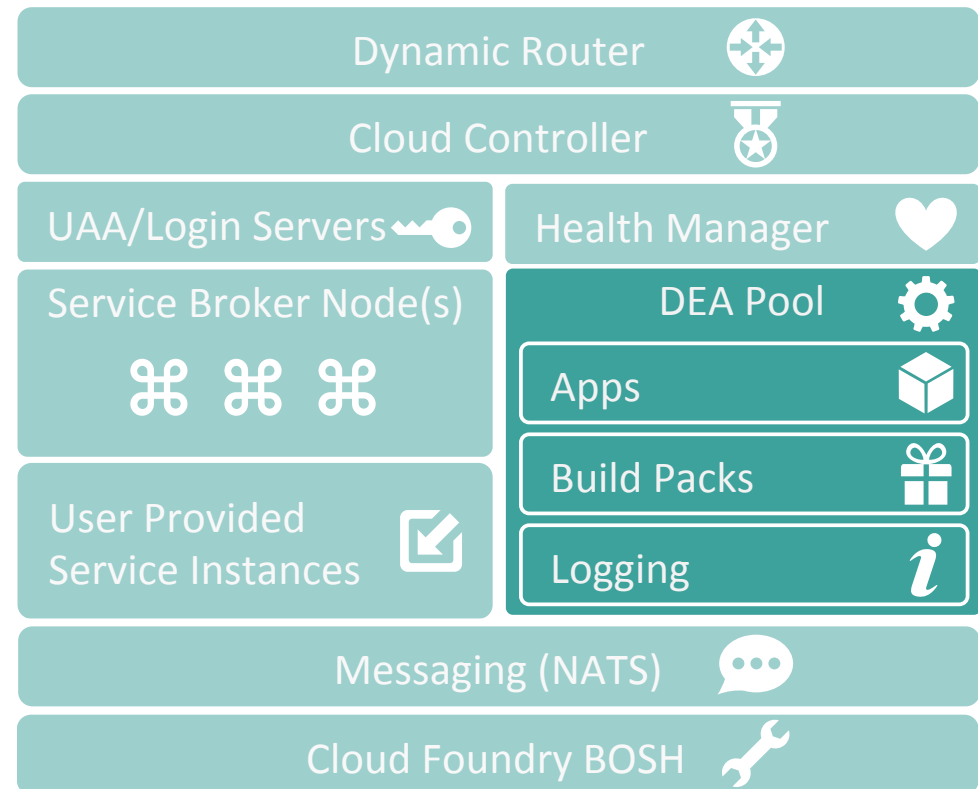 Dynamic Router
Cloud Controller
UAA/Login Servers
Health Manager
Service Broker Node(s)
DEA Pool
Apps
Build Packs
User Provided
Service Instances
Logging
Messaging (NATS)
Cloud Foundry BOSH